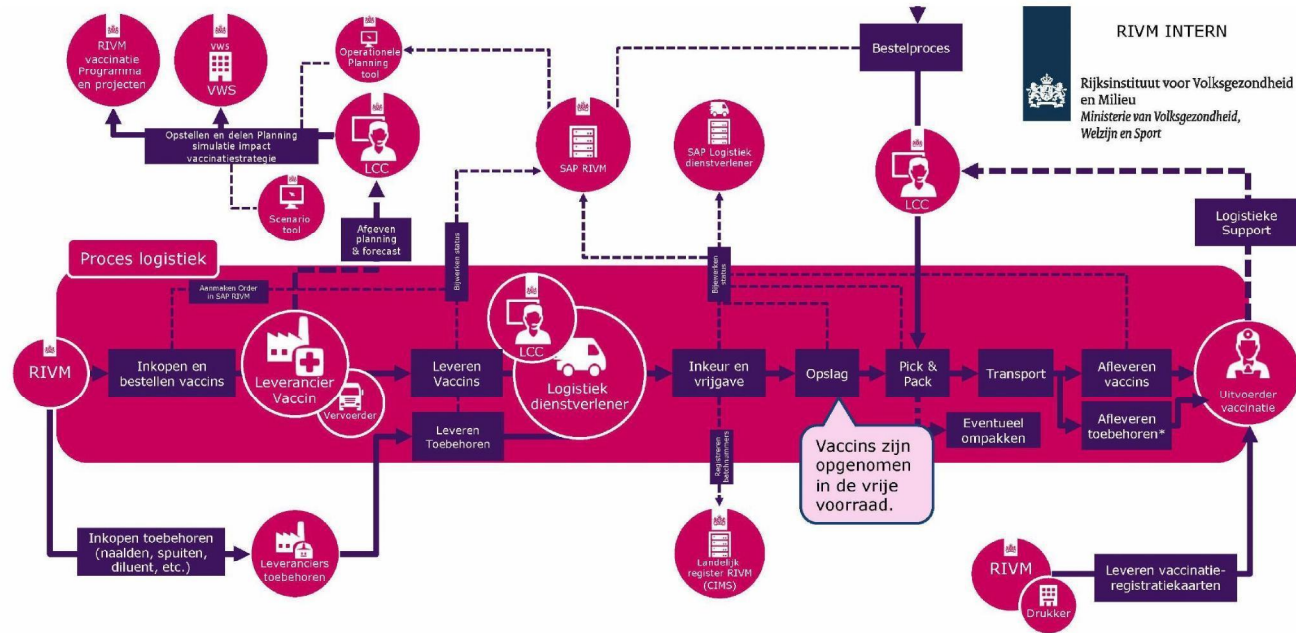 RIVM
vaccinatie
Programma
en projecten
VWS
VWS
Operationele
Planning
tool
Opstellen en delen Planning
simulatie impact
vaccinatiestrategie
LCC
Scenario
tool
Afgeven
planning
& forecast
SAP RIVM
SAP Logistiek
dienstverlener
Bestelproces
LCC
RIVM INTERN
Rijksinstituut voor Volksgezondheid
en Milieu
Ministerie van Volksgezondheid,
Welzijn en Sport
Logistieke
Support
Proces logistiek
Aanmaken Order
in SAP RIVM
Bijwerken status
Bijwerken
status
RIVM
Inkopen en
bestellen vaccins
Leverancier
Vaccin
Vervoerder
Leveren
Vaccins
Leveren
Toebehoren
LCC
Logistiek
dienstverlener
Inkeur en
vrijgave
Opslag
Pick &
Pack
Transport
Afleveren
vaccins
Afleveren
toebehoren*
Eventueel
ompakken
Uitvoerder
vaccinatie
Vaccins zijn
opgenomen
in de vrije
voorraad.
Registreren
batchnummers
Landelijk
register RIVM
(CIMS)
Inkopen toebehoren
(naalden, spuiten,
diluent, etc.)
Leveranciers
toebehoren
RIVM
Drukker
Leveren vaccinatie-
registratiekaarten